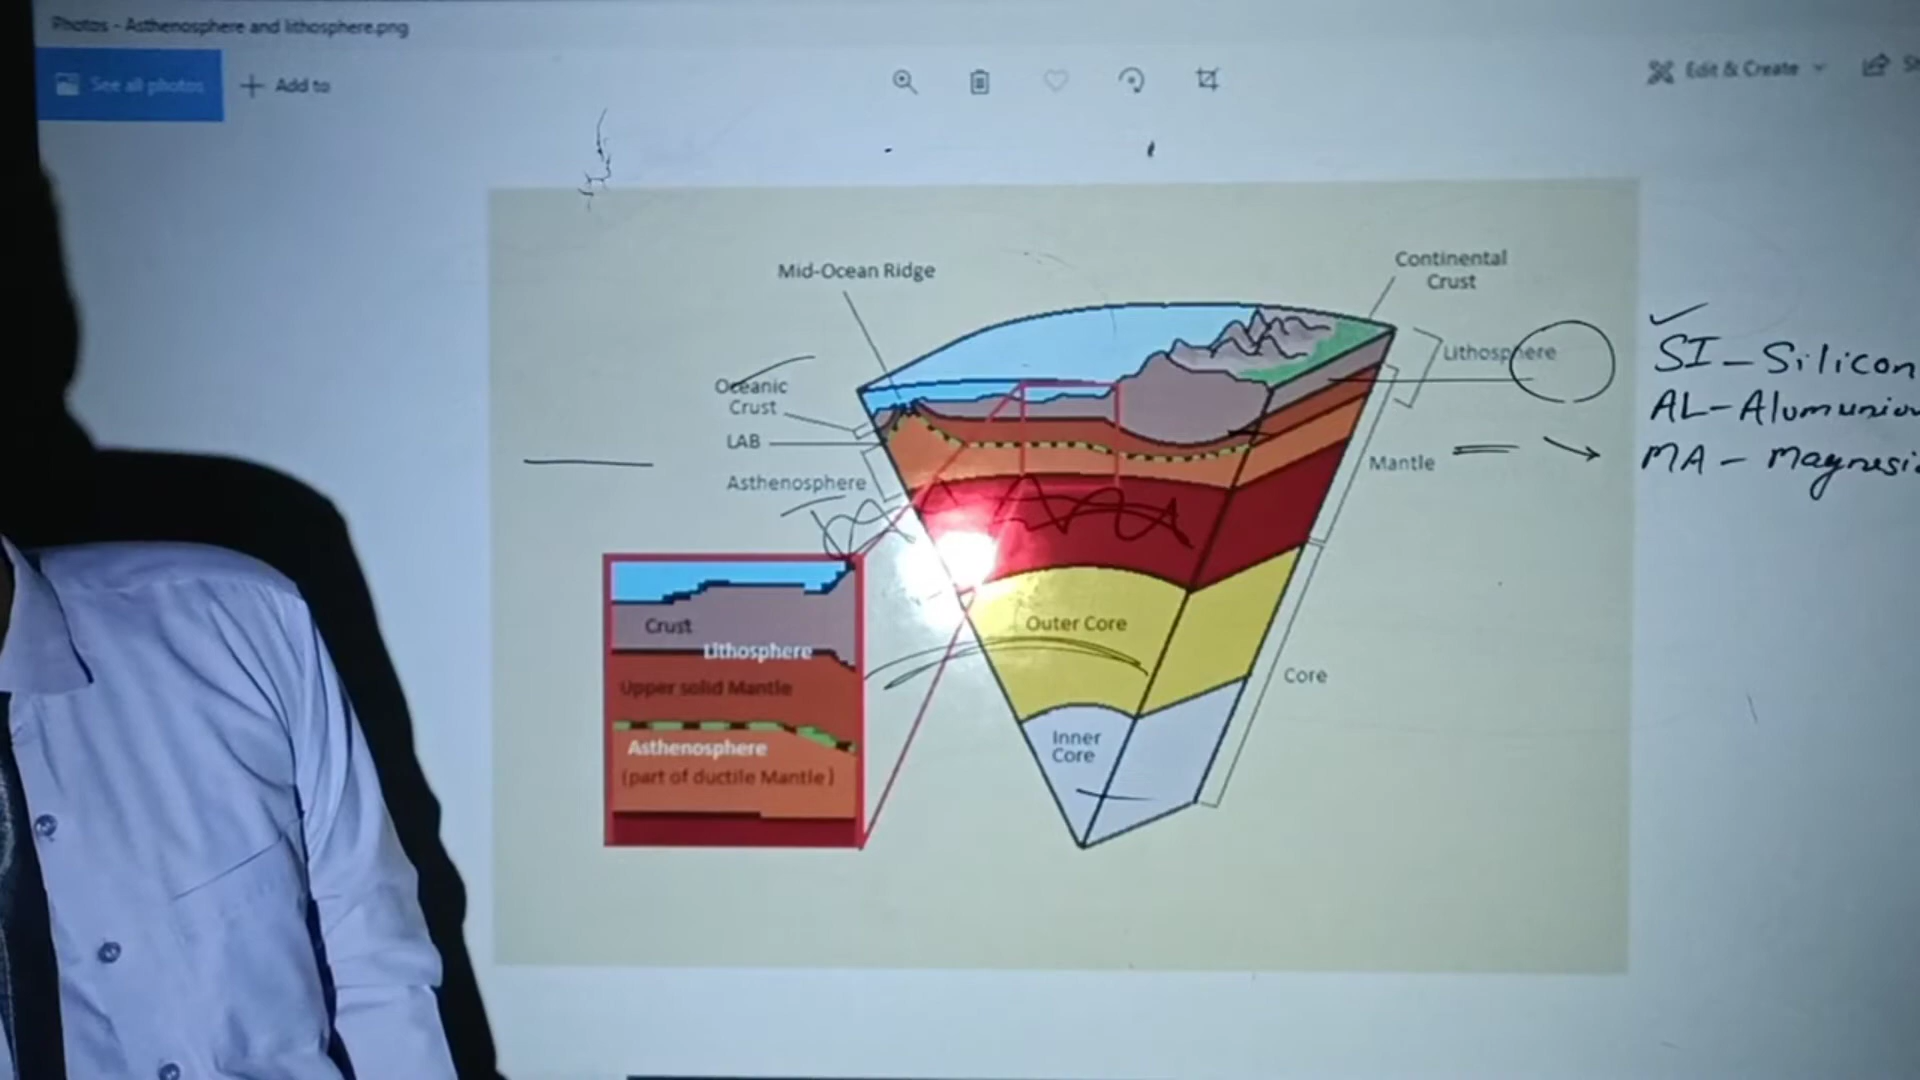 Photos - Asthenosphere and lithosphere.png
See all photos
Add to
Edit & Create
Mid-Ocean Ridge
Continental
Crust
Lithosphere
Oceanic
Crust
LAB
Asthenosphere
Mantle
SI - Silicon
AL - Alumuniu
MA - Magnesi
Crust
Lithosphere
Upper solid Mantle
Asthenosphere
(part of ductile Mantle)
Outer Core
Core
Inner
Core